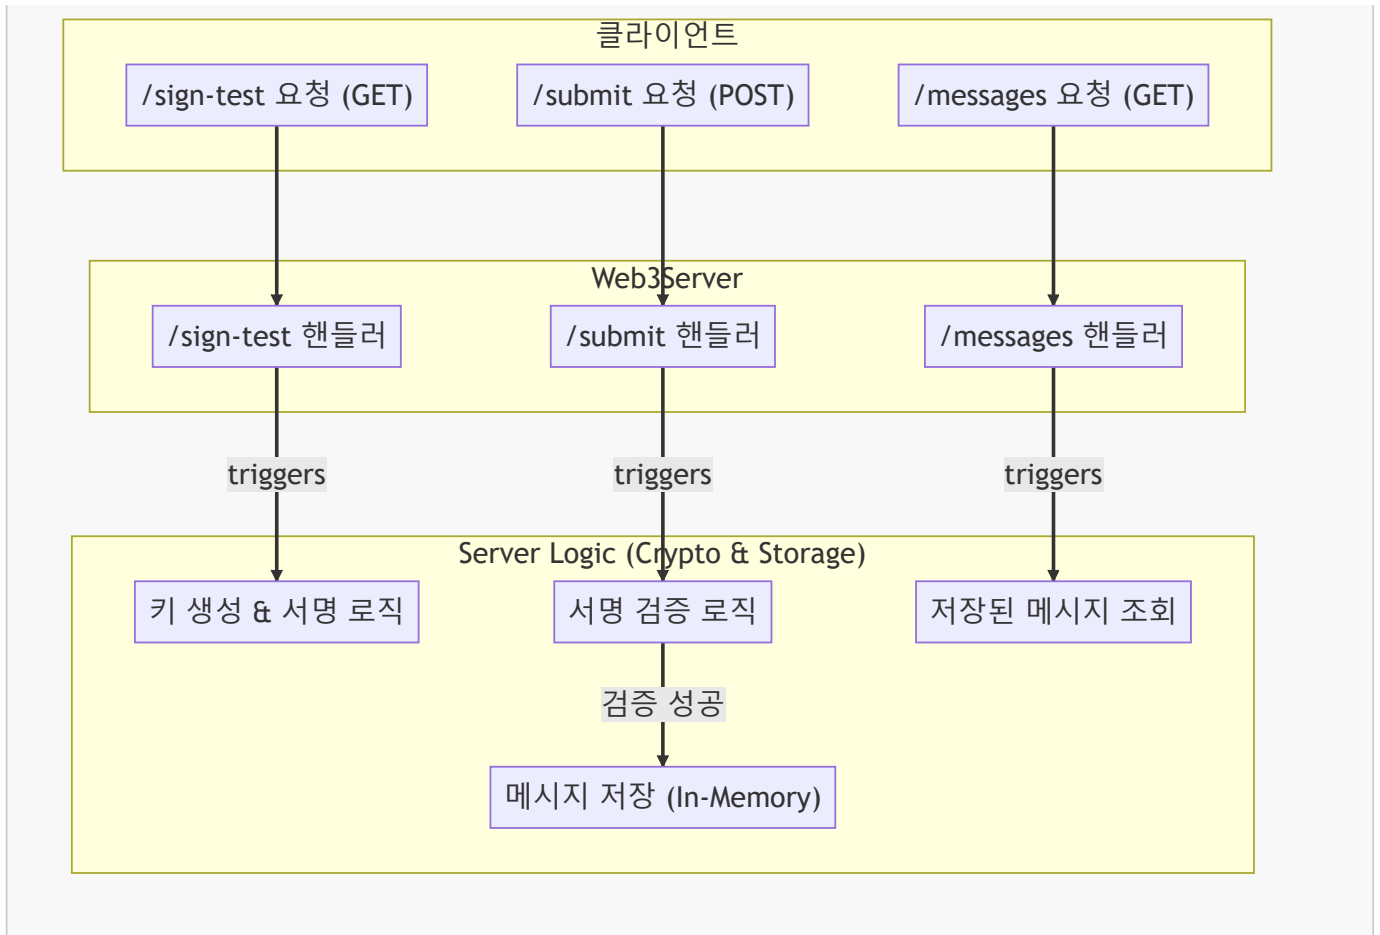 클라이언트
/sign-test 요청 (GET)
/submit 요청 (POST)
/messages 요청 (GET)
Web3Server
/sign-test 핸들러
/submit 핸들러
/messages 핸들러
triggers
triggers
triggers
Server Logic (Crypto & Storage)
키 생성 & 서명 로직
서명 검증 로직
저장된 메시지 조회
검증 성공
메시지 저장 (In-Memory)